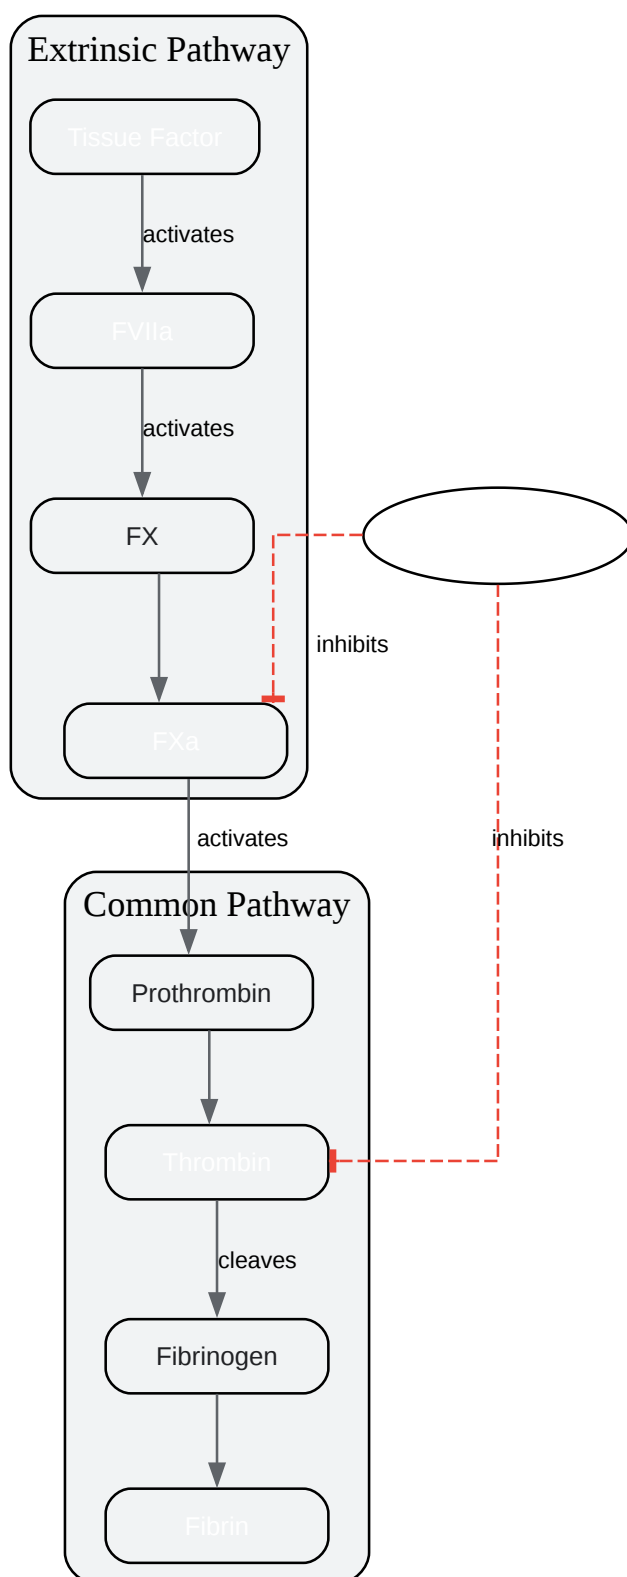 Extrinsic Pathway
Tissue Factor
activates
FVIIa
activates
FX
inhibits
FXa
activates
inhibits
Common Pathway
Prothrombin
Thrombin
cleaves
Fibrinogen
Fibrin